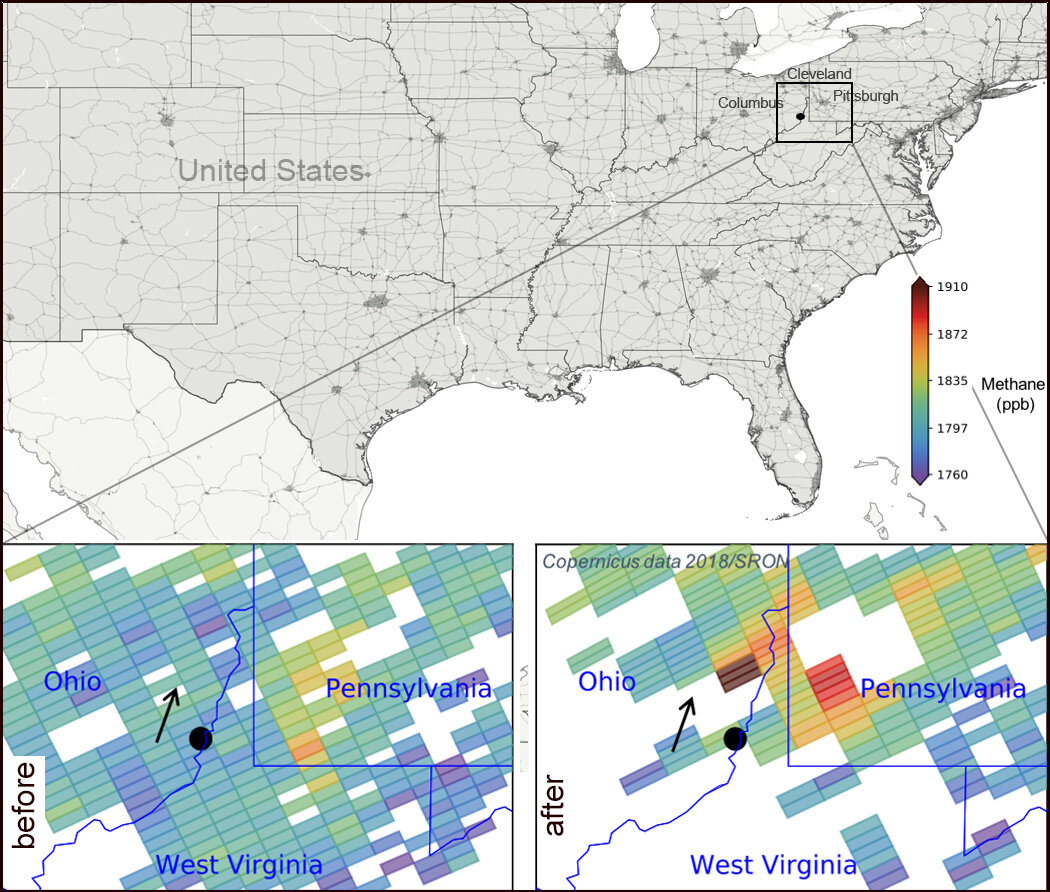 Cleveland
Columbus
Pittsburgh
United States
1910
1872
1835
1797
1760
Methane
(ppb)
Ohio
Pennsylvania
West Virginia
before
Copernicus data 2018/SRON
Ohio
Pennsylvania
West Virginia
after